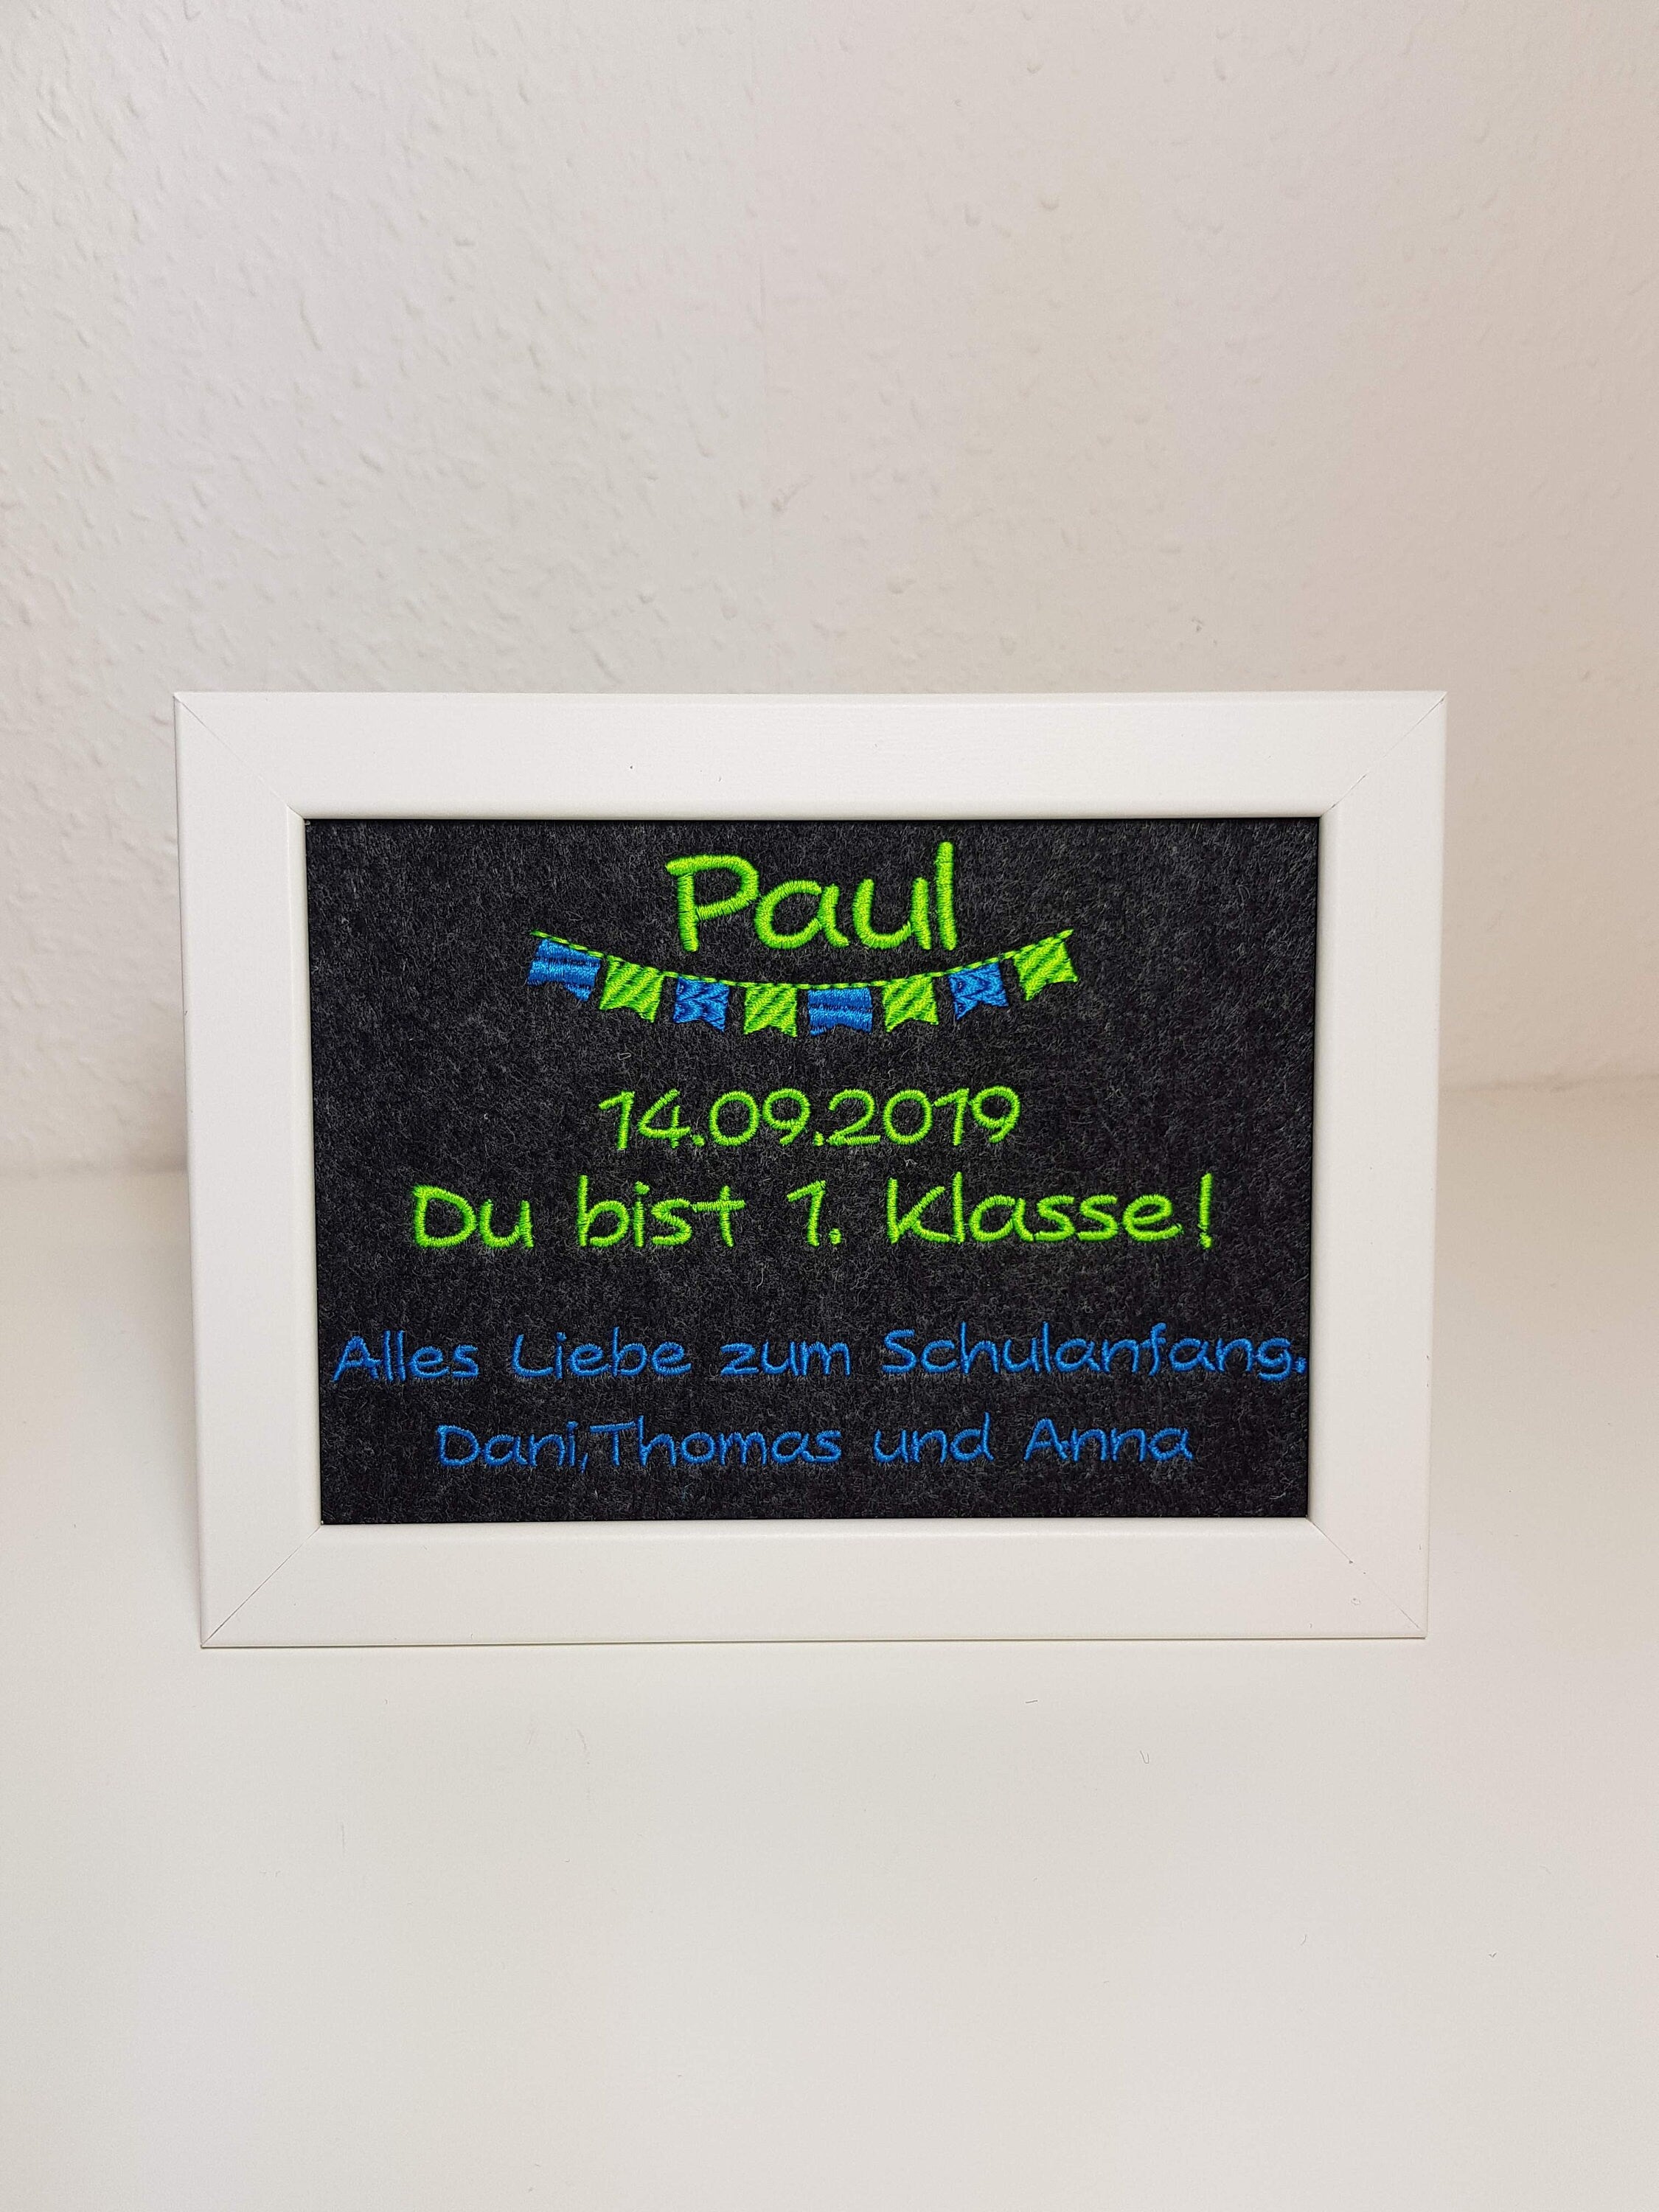 Paul
14.09.2019
Du bist 1. Klasse!
Alles Liebe zum Schulanfang.
Dani,Thomas und Anna